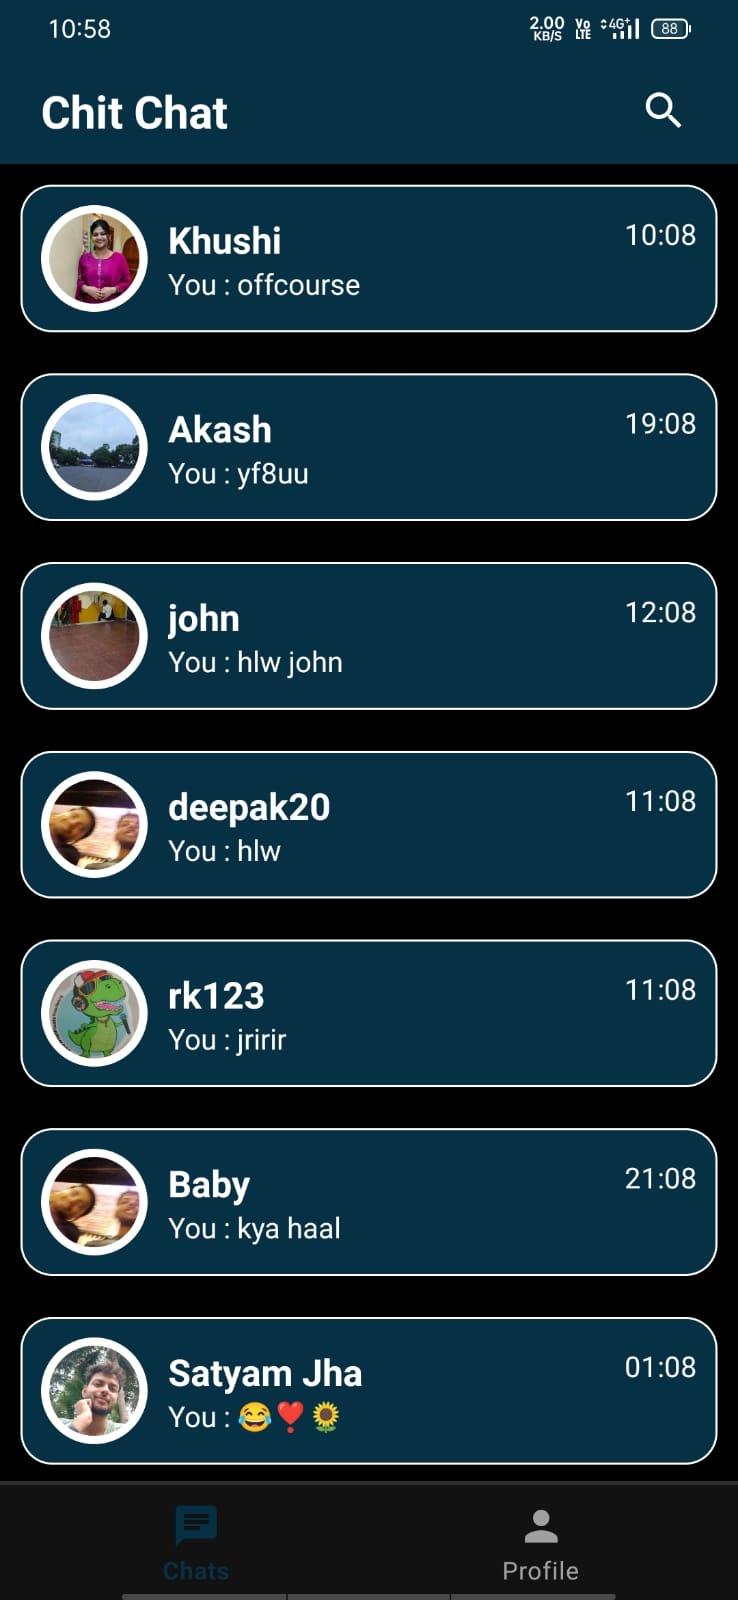 10:58
2.00 KB/S Vo LTE 4G+ 88
Chit Chat
Khushi 10:08
You : offcourse
Akash 19:08
You : yf8uu
john 12:08
You : hlw john
deepak20 11:08
You : hlw
rk123 11:08
You : jririr
Baby 21:08
You : kya haal
Satyam Jha 01:08
You : 😂❣️🌻
Chats Profile